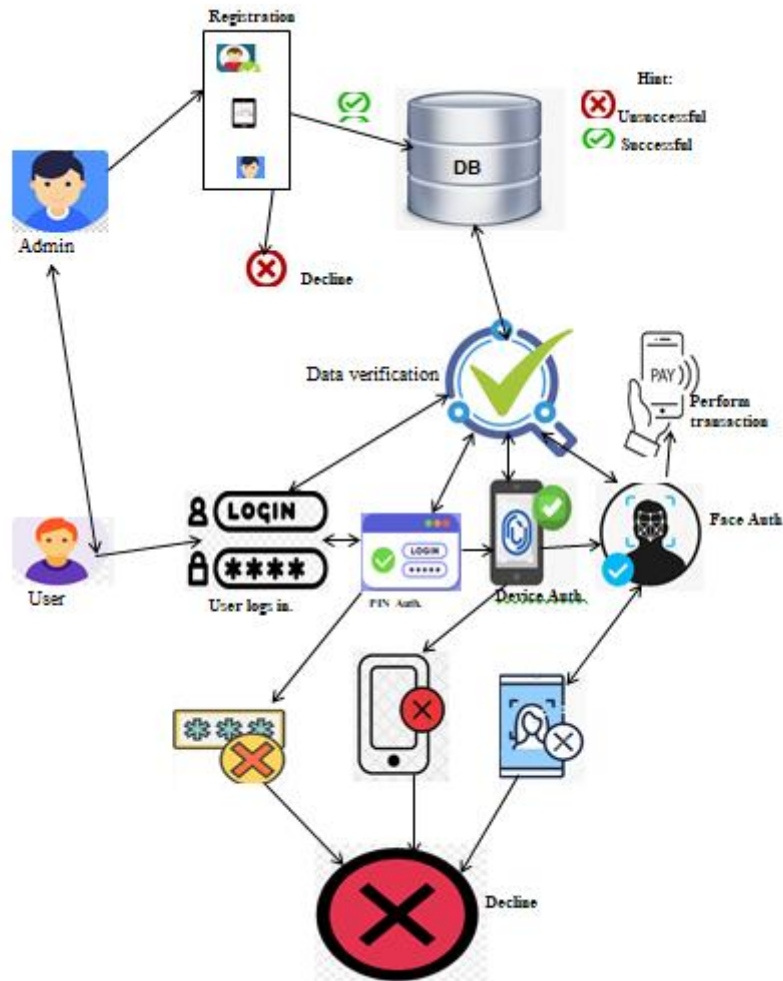 Registration
Hint:
Unsuccessful
Successful
DB
Admin
Decline
Data verification
PAY
Perform
transaction
LOGIN
****
LOGIN
*****
Face Auth.
User
User logs in.
PIN Auth.
Device Auth.
***
Decline